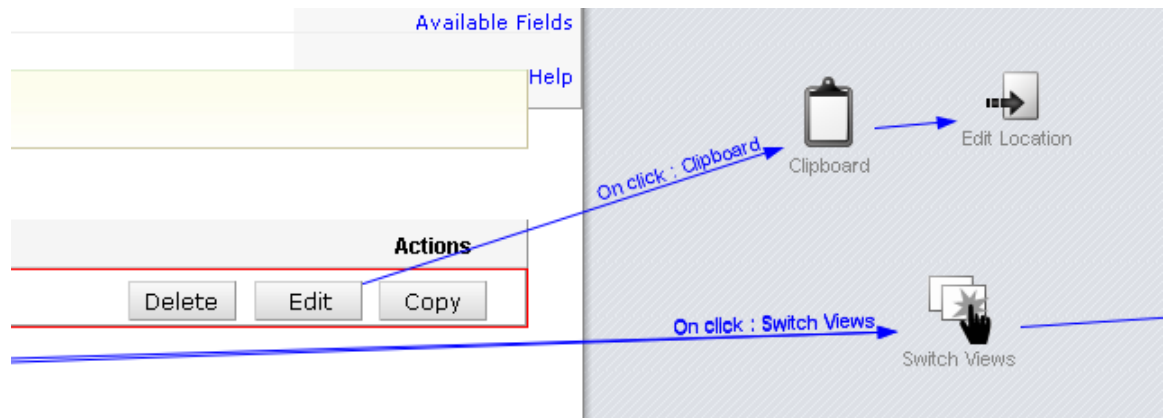 Available Fields
Help
Clipboard
Edit Location
On click : Clipboard
Actions
Delete Edit Copy
On click : Switch Views
Switch Views